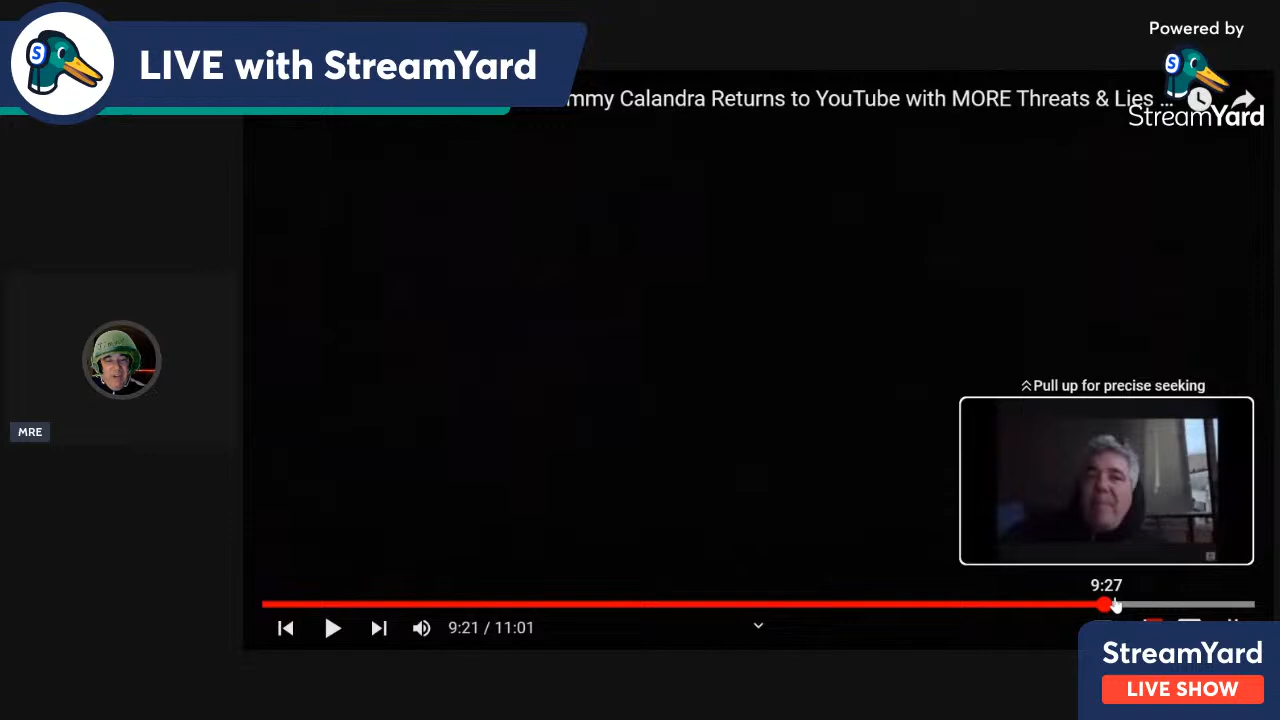 Powered by
S
LIVE with StreamYard
S
mmy Calandra Returns to YouTube with MORE Threats & Lies ...
StreamYard
Timmy
MRE
Pull up for precise seeking
9:27
9:21 / 11:01
StreamYard
LIVE SHOW